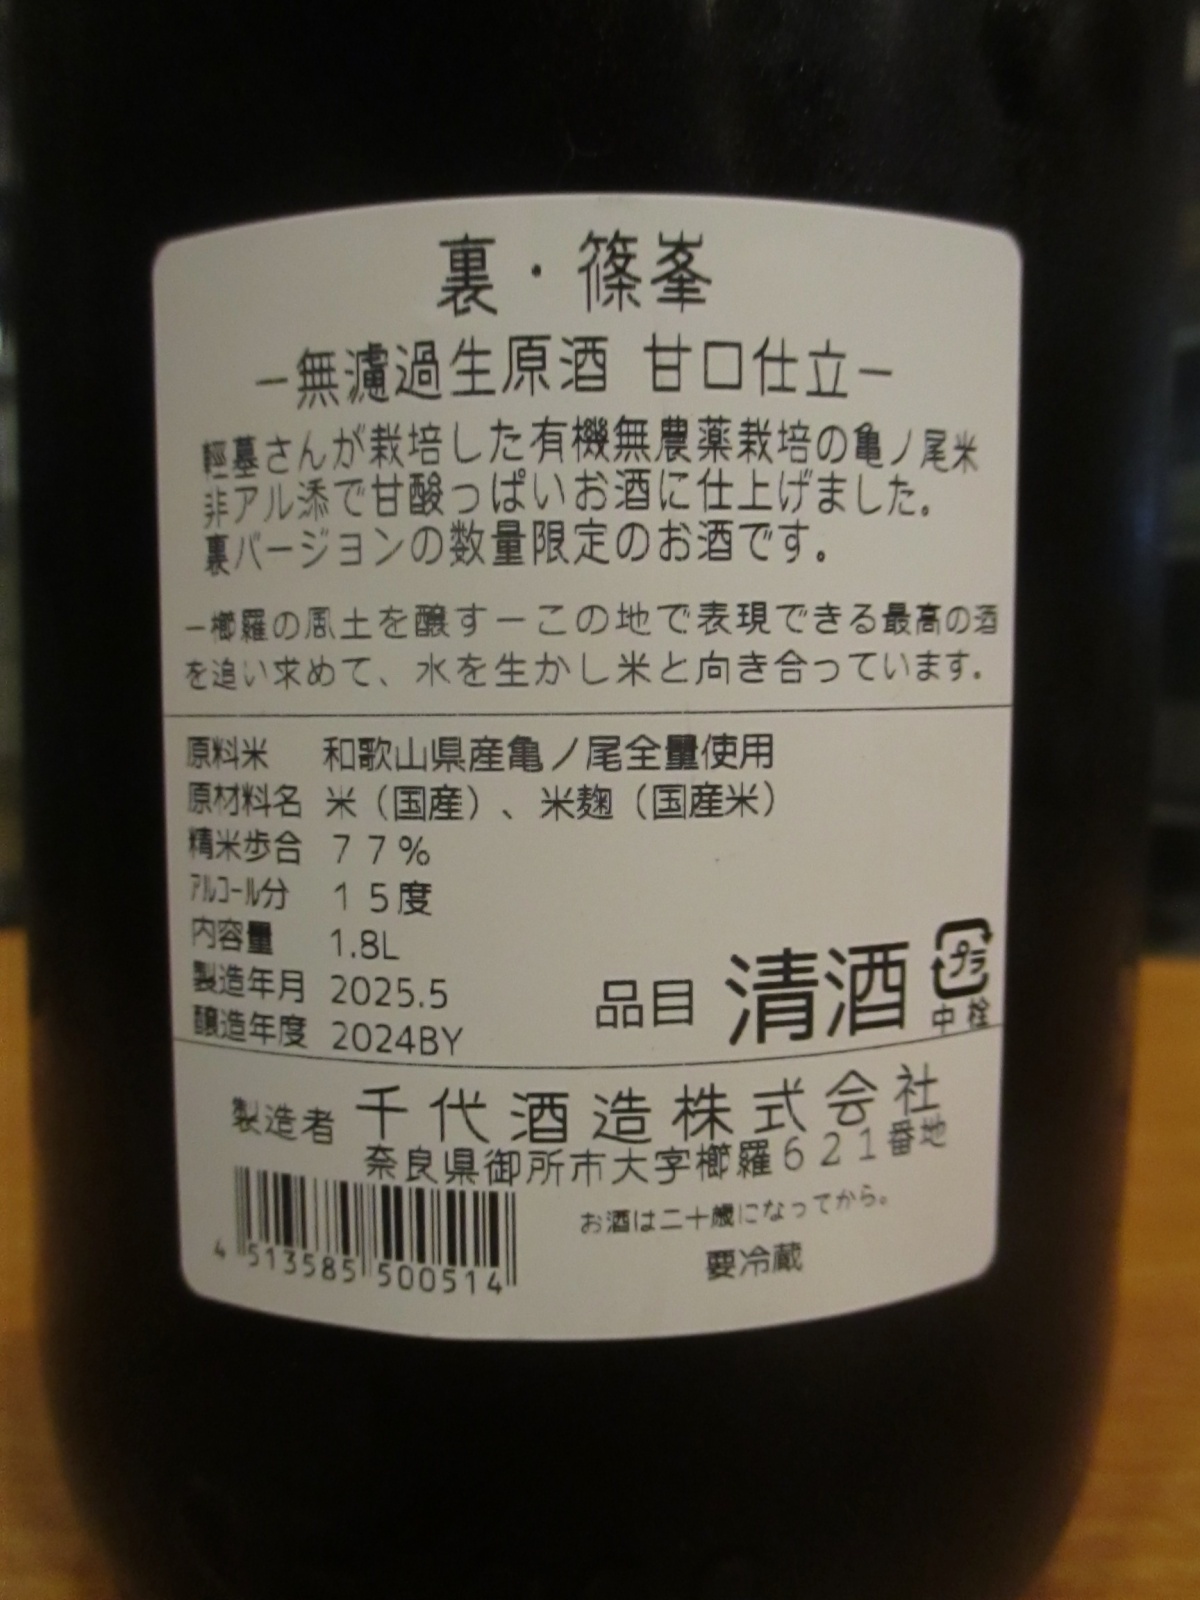 裏・篠峯
－無濾過生原酒 甘口仕立－
軽墓さんが栽培した有機無農薬栽培の亀ノ尾米
非アル添で甘酸っぱいお酒に仕上げました。
裏バージョンの数量限定のお酒です。
－櫛羅の風土を醸す－この地で表現できる最高の酒
を追い求めて、水を生かし米と向き合っています。
原料米 和歌山県産亀ノ尾全量使用
原材料名 米（国産）、米麹（国産米）
精米歩合 77％
ｱﾙｺｰﾙ分 15度
内容量 1.8L
製造年月 2025.5
醸造年度 2024BY
品目 清酒
プラ
中栓
製造者 千代酒造株式会社
奈良県御所市大字櫛羅621番地
4 513585 500514
お酒は二十歳になってから。
要冷蔵